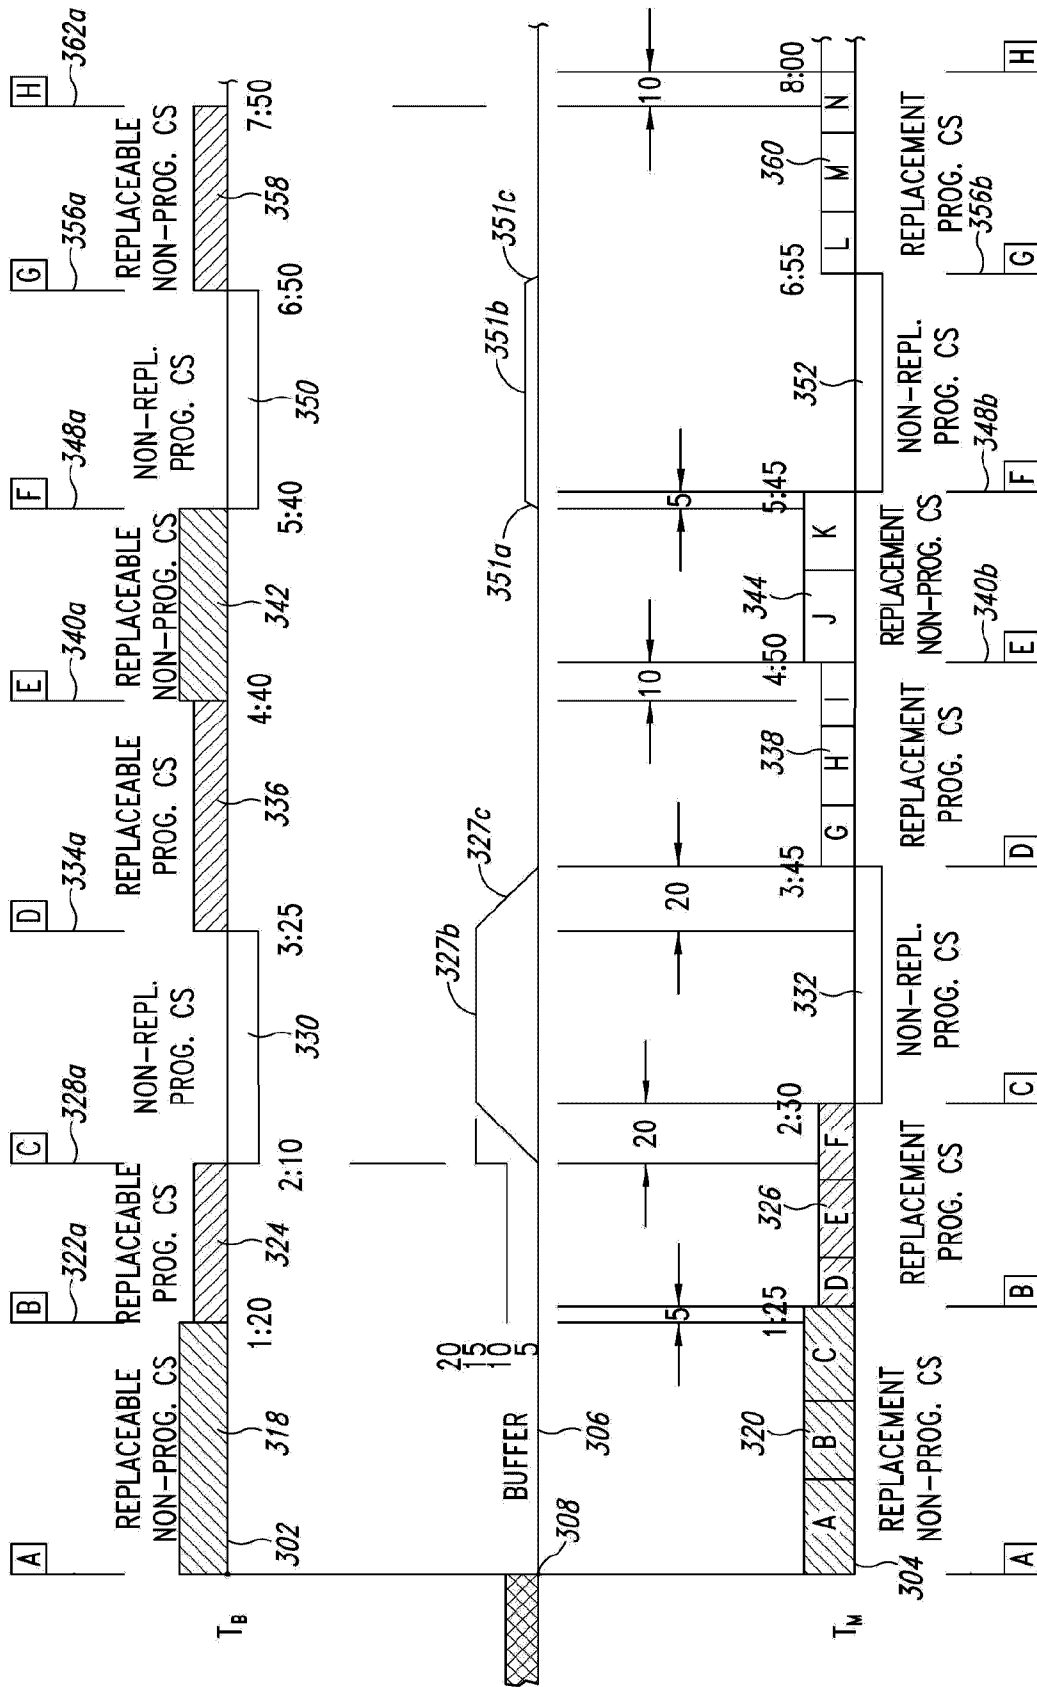 A
B
C
D
E
F
G
H
322a
328a
334a
340a
348a
356a
362a
REPLACEABLE
NON-PROG. CS
REPLACEABLE
PROG. CS
NON-REPL.
PROG. CS
REPLACEABLE
PROG. CS
REPLACEABLE
NON-PROG. CS
NON-REPL.
PROG. CS
REPLACEABLE
NON-PROG. CS
TB
302
318
1:20
324
2:10
330
3:25
336
4:40
342
5:40
350
6:50
358
7:50
20
15
10
5
BUFFER
306
308
327b
327c
351a
351b
351c
5
20
20
10
5
10
320
1:25
326
2:30
332
3:45
338
4:50
344
5:45
352
6:55
360
8:00
A
B
C
D
E
F
G
H
I
J
K
L
M
N
TM
304
REPLACEMENT
NON-PROG. CS
REPLACEMENT
PROG. CS
NON-REPL.
PROG. CS
REPLACEMENT
PROG. CS
REPLACEMENT
NON-PROG. CS
NON-REPL.
PROG. CS
REPLACEMENT
PROG. CS
340b
348b
356b
A
B
C
D
E
F
G
H